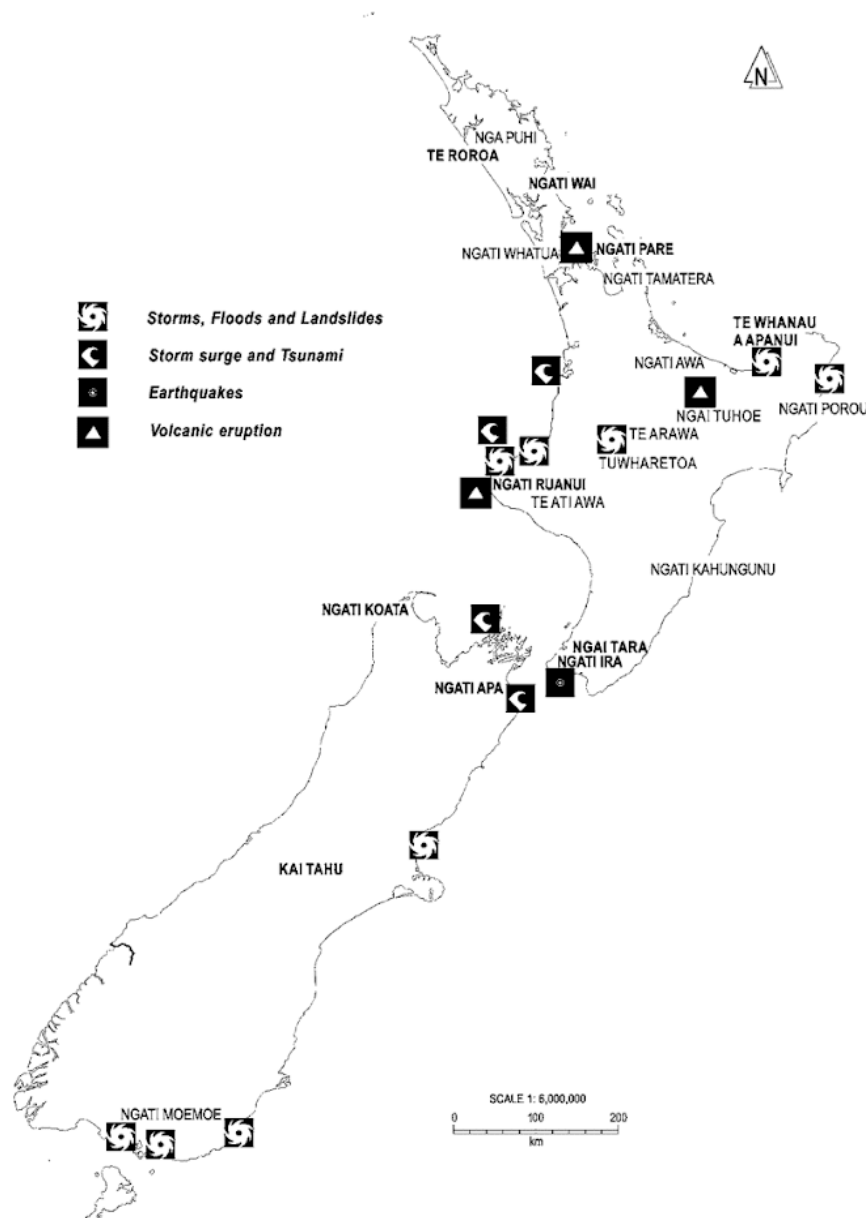 N
NGA PUHI
TE ROROA
NGATI WAI
NGATI WHATUA
NGATI PARE
NGATI TAMATERA
Storms, Floods and Landslides
Storm surge and Tsunami
Earthquakes
Volcanic eruption
TE WHANAU
A APANUI
NGATI AWA
NGAI TUHOE
NGATI POROU
TE ARAWA
TUWHARETOA
NGATI RUANUI
TE ATI AWA
NGATI KAHUNGUNU
NGATI KOATA
NGAI TARA
NGATI IRA
NGATI APA
KAI TAHU
NGATI MOEMOE
SCALE 1: 6,000,000
0 100 200
km